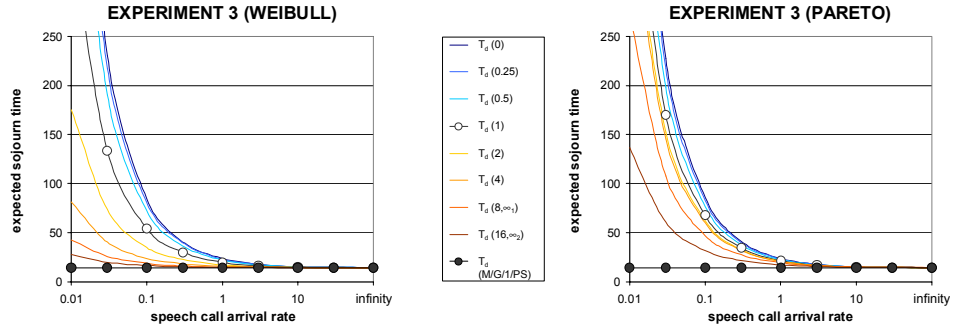 EXPERIMENT 3 (WEIBULL)
expected sojourn time
250
200
150
100
50
0
0.01 0.1 1 10 infinity
speech call arrival rate
T_d (0)
T_d (0.25)
T_d (0.5)
T_d (1)
T_d (2)
T_d (4)
T_d (8,∞₁)
T_d (16,∞₂)
T_d
(M/G/1/PS)
EXPERIMENT 3 (PARETO)
expected sojourn time
250
200
150
100
50
0
0.01 0.1 1 10 infinity
speech call arrival rate